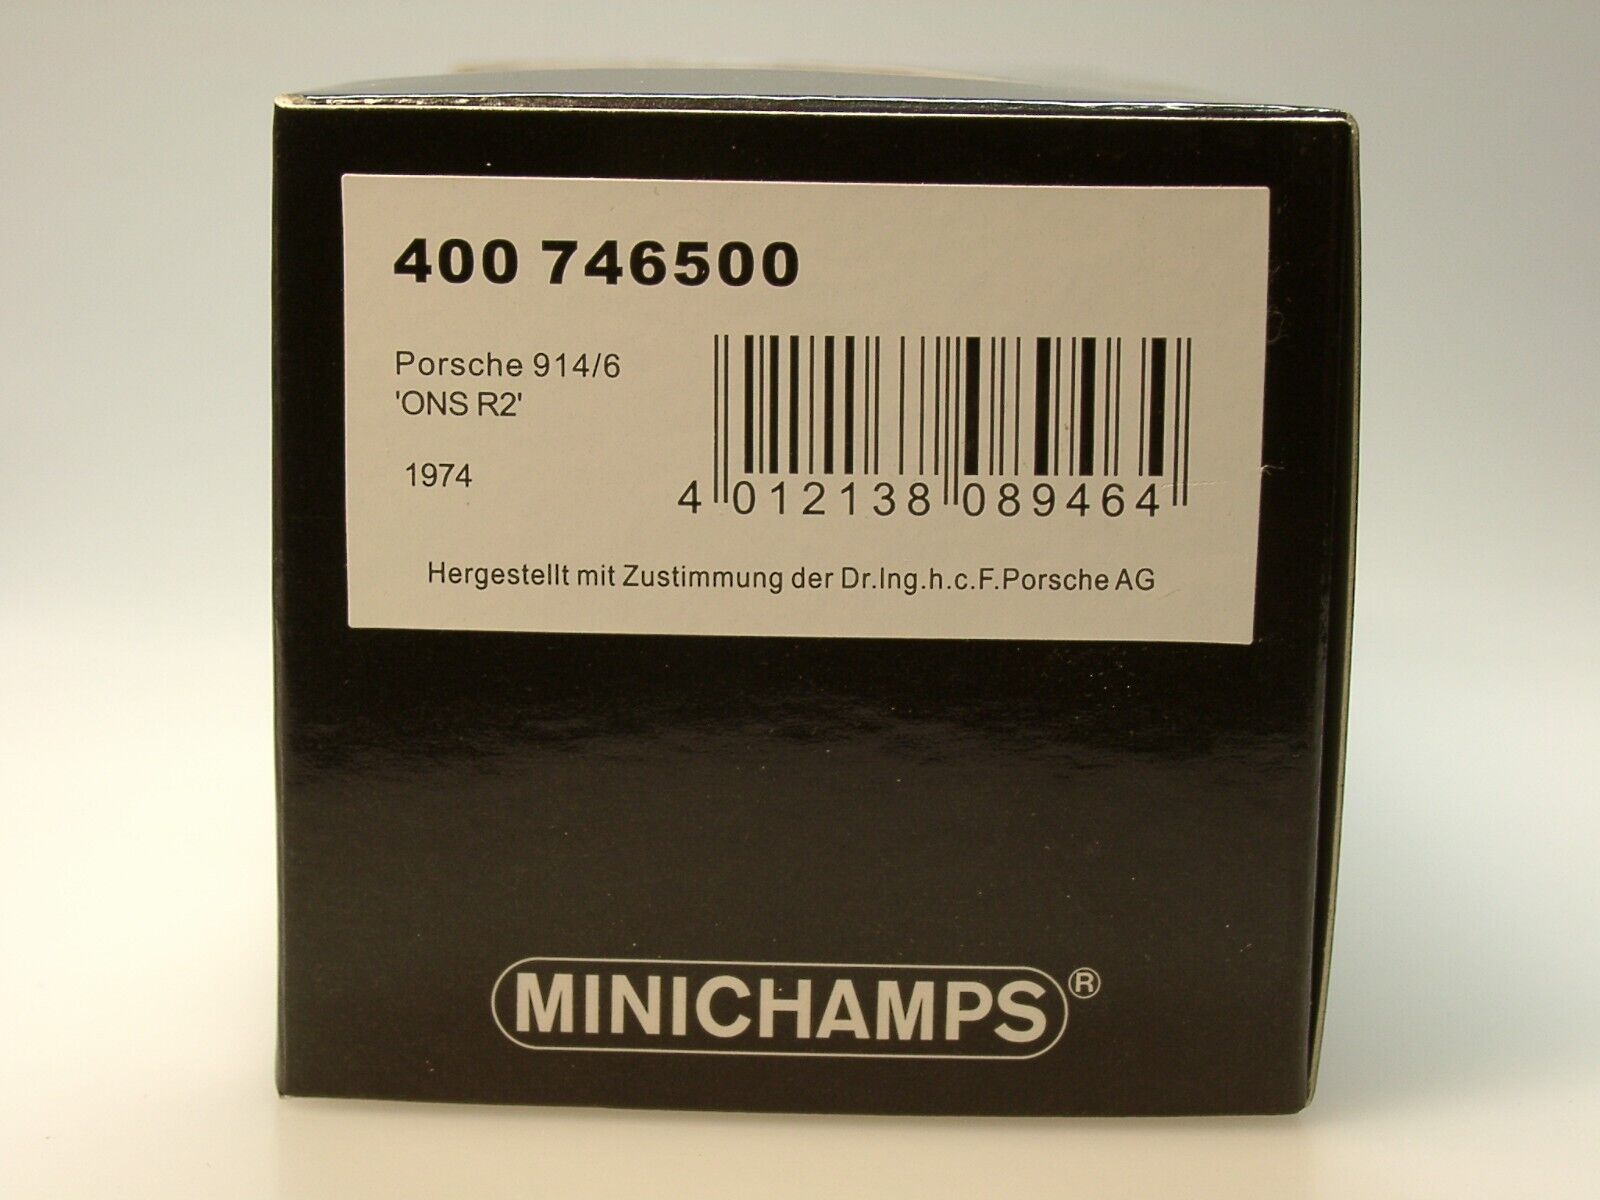 400 746500
Porsche 914/6
'ONS R2'
1974
4 012138 089464
Hergestellt mit Zustimmung der Dr.Ing.h.c.F.Porsche AG
MINICHAMPS®